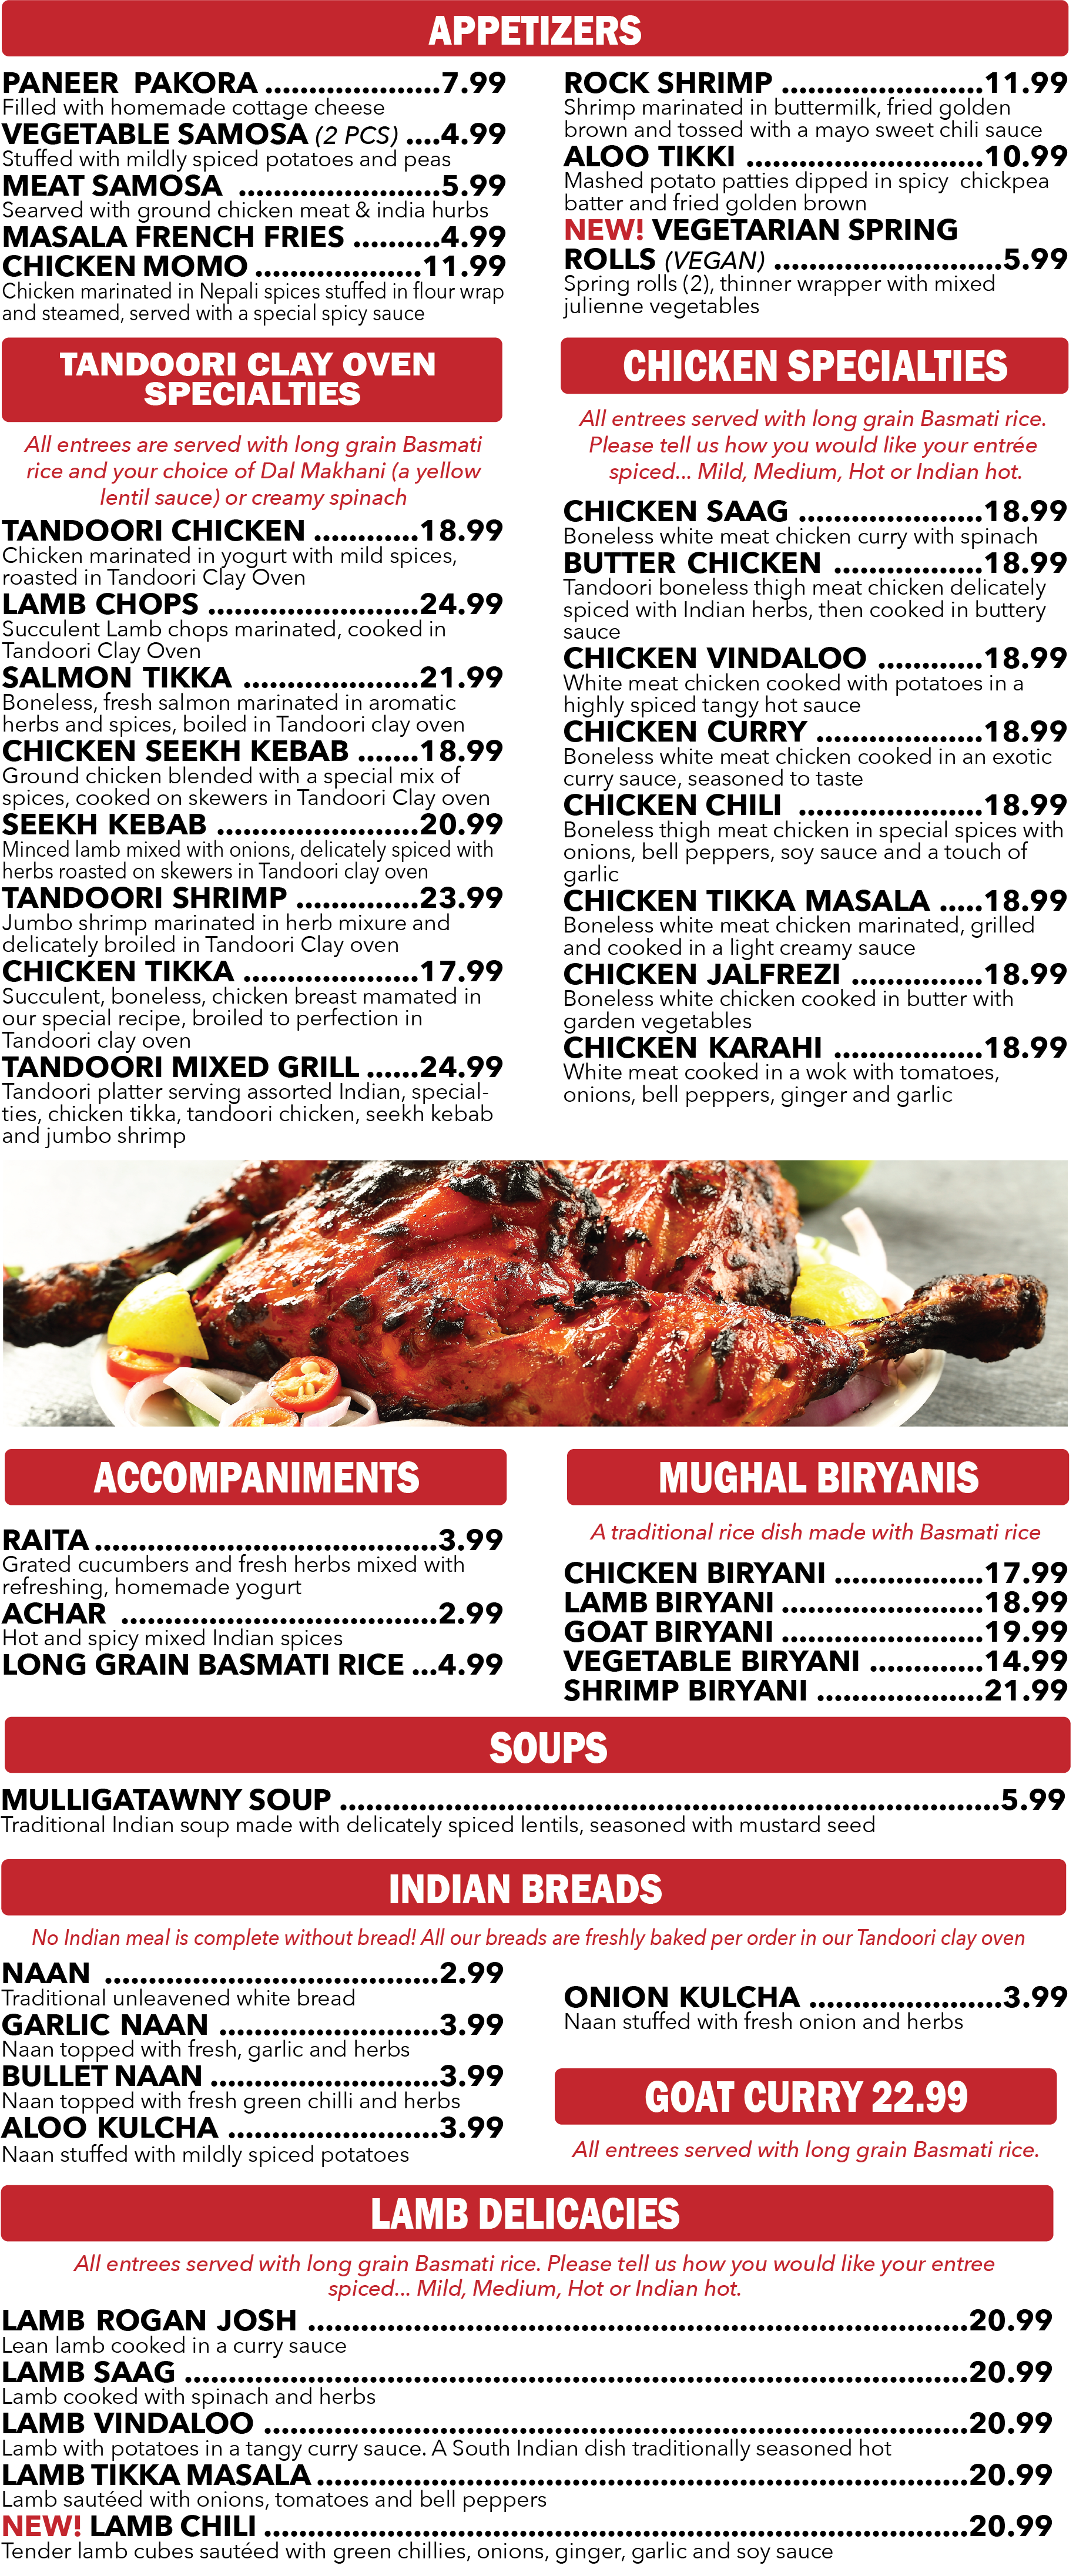 APPETIZERS
PANEER PAKORA ....................7.99
Filled with homemade cottage cheese
VEGETABLE SAMOSA (2 PCS) ....4.99
Stuffed with mildly spiced potatoes and peas
MEAT SAMOSA .......................5.99
Searved with ground chicken meat & india hurbs
MASALA FRENCH FRIES ..........4.99
CHICKEN MOMO ...................11.99
Chicken marinated in Nepali spices stuffed in flour wrap
and steamed, served with a special spicy sauce
ROCK SHRIMP .......................11.99
Shrimp marinated in buttermilk, fried golden
brown and tossed with a mayo sweet chili sauce
ALOO TIKKI ...........................10.99
Mashed potato patties dipped in spicy chickpea
batter and fried golden brown
NEW! VEGETARIAN SPRING
ROLLS (VEGAN) ..........................5.99
Spring rolls (2), thinner wrapper with mixed
julienne vegetables
TANDOORI CLAY OVEN
SPECIALTIES
All entrees are served with long grain Basmati
rice and your choice of Dal Makhani (a yellow
lentil sauce) or creamy spinach
TANDOORI CHICKEN ............18.99
Chicken marinated in yogurt with mild spices,
roasted in Tandoori Clay Oven
LAMB CHOPS ........................24.99
Succulent Lamb chops marinated, cooked in
Tandoori Clay Oven
SALMON TIKKA ....................21.99
Boneless, fresh salmon marinated in aromatic
herbs and spices, boiled in Tandoori clay oven
CHICKEN SEEKH KEBAB .......18.99
Ground chicken blended with a special mix of
spices, cooked on skewers in Tandoori Clay oven
SEEKH KEBAB .......................20.99
Minced lamb mixed with onions, delicately spiced with
herbs roasted on skewers in Tandoori clay oven
TANDOORI SHRIMP ..............23.99
Jumbo shrimp marinated in herb mixure and
delicately broiled in Tandoori Clay oven
CHICKEN TIKKA ....................17.99
Succulent, boneless, chicken breast mamated in
our special recipe, broiled to perfection in
Tandoori clay oven
TANDOORI MIXED GRILL ......24.99
Tandoori platter serving assorted Indian, special-
ties, chicken tikka, tandoori chicken, seekh kebab
and jumbo shrimp
CHICKEN SPECIALTIES
All entrees served with long grain Basmati rice.
Please tell us how you would like your entrée
spiced... Mild, Medium, Hot or Indian hot.
CHICKEN SAAG .....................18.99
Boneless white meat chicken curry with spinach
BUTTER CHICKEN .................18.99
Tandoori boneless thigh meat chicken delicately
spiced with Indian herbs, then cooked in buttery
sauce
CHICKEN VINDALOO ............18.99
White meat chicken cooked with potatoes in a
highly spiced tangy hot sauce
CHICKEN CURRY ...................18.99
Boneless white meat chicken cooked in an exotic
curry sauce, seasoned to taste
CHICKEN CHILI .....................18.99
Boneless thigh meat chicken in special spices with
onions, bell peppers, soy sauce and a touch of
garlic
CHICKEN TIKKA MASALA .....18.99
Boneless white meat chicken marinated, grilled
and cooked in a light creamy sauce
CHICKEN JALFREZI ...............18.99
Boneless white chicken cooked in butter with
garden vegetables
CHICKEN KARAHI .................18.99
White meat cooked in a wok with tomatoes,
onions, bell peppers, ginger and garlic
ACCOMPANIMENTS
RAITA.......................................3.99
Grated cucumbers and fresh herbs mixed with
refreshing, homemade yogurt
ACHAR ....................................2.99
Hot and spicy mixed Indian spices
LONG GRAIN BASMATI RICE ...4.99
MUGHAL BIRYANIS
A traditional rice dish made with Basmati rice
CHICKEN BIRYANI .................17.99
LAMB BIRYANI .......................18.99
GOAT BIRYANI .......................19.99
VEGETABLE BIRYANI .............14.99
SHRIMP BIRYANI ...................21.99
SOUPS
MULLIGATAWNY SOUP ...........................................................................5.99
Traditional Indian soup made with delicately spiced lentils, seasoned with mustard seed
INDIAN BREADS
No Indian meal is complete without bread! All our breads are freshly baked per order in our Tandoori clay oven
NAAN ......................................2.99
Traditional unleavened white bread
GARLIC NAAN .........................3.99
Naan topped with fresh, garlic and herbs
BULLET NAAN ..........................3.99
Naan topped with fresh green chilli and herbs
ALOO KULCHA ........................3.99
Naan stuffed with mildly spiced potatoes
ONION KULCHA ......................3.99
Naan stuffed with fresh onion and herbs
GOAT CURRY 22.99
All entrees served with long grain Basmati rice.
LAMB DELICACIES
All entrees served with long grain Basmati rice. Please tell us how you would like your entree
spiced... Mild, Medium, Hot or Indian hot.
LAMB ROGAN JOSH ...........................................................................20.99
Lean lamb cooked in a curry sauce
LAMB SAAG .........................................................................................20.99
Lamb cooked with spinach and herbs
LAMB VINDALOO ................................................................................20.99
Lamb with potatoes in a tangy curry sauce. A South Indian dish traditionally seasoned hot
LAMB TIKKA MASALA ..........................................................................20.99
Lamb sautéed with onions, tomatoes and bell peppers
NEW! LAMB CHILI ................................................................................20.99
Tender lamb cubes sautéed with green chillies, onions, ginger, garlic and soy sauce